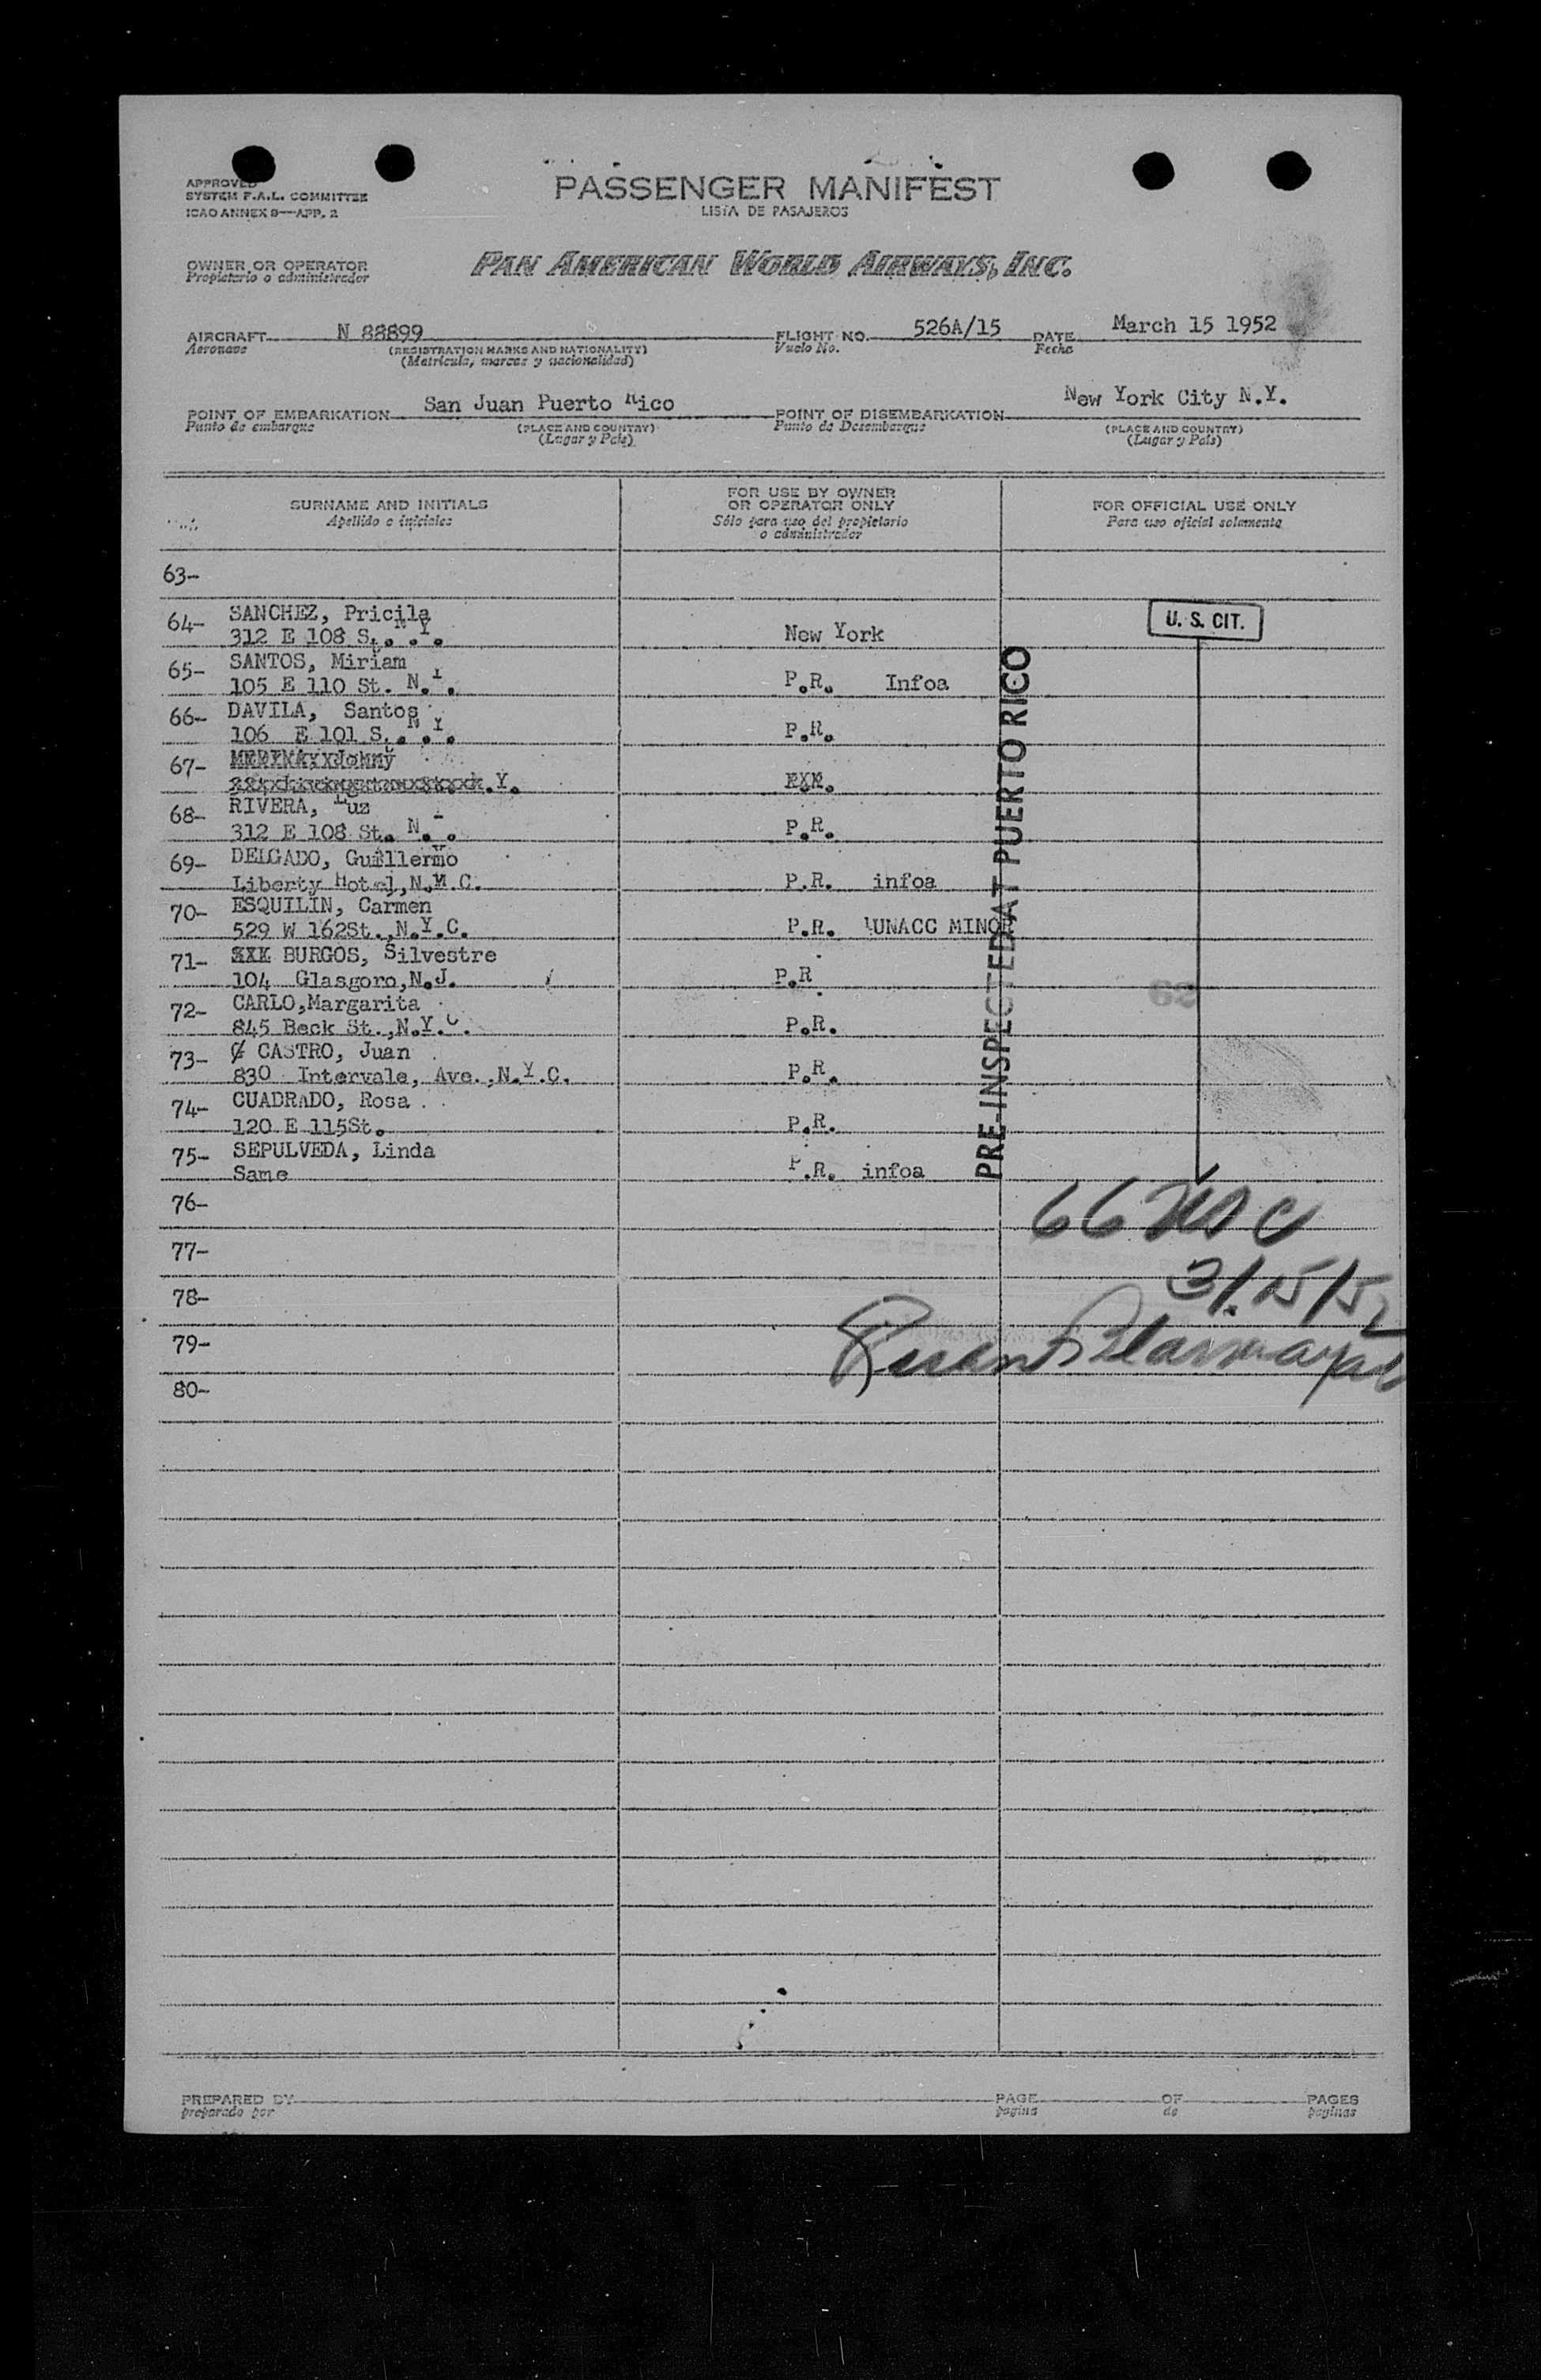 APPROVED
SYSTEM F.A.L. COMMITTEE
ICAO ANNEX 9—APP. 2
PASSENGER MANIFEST
LISTA DE PASAJEROS
OWNER OR OPERATOR
Propietario o administrador
PAN AMERICAN WORLD AIRWAYS, INC.
AIRCRAFT N 88899 FLIGHT NO. 526A/15 DATE March 15 1952
Aeronave (REGISTRATION MARKS AND NATIONALITY) Vuelo No. Fecha
(Matrícula, marcas y nacionalidad)
POINT OF EMBARKATION San Juan Puerto Rico POINT OF DISEMBARKATION New York City N.Y.
Punto de embarque (PLACE AND COUNTRY) Punto de Desembarque (PLACE AND COUNTRY)
(Lugar y País) (Lugar y País)
SURNAME AND INITIALS
Apellido e iniciales
FOR USE BY OWNER
OR OPERATOR ONLY
Sólo para uso del propietario
o administrador
FOR OFFICIAL USE ONLY
Para uso oficial solamente
63-
64- SANCHEZ, Pricila
312 E 108 S.. N.Y. New York
U. S. CIT.
65- SANTOS, Miriam
105 E 110 St. N.Y. P.R. Infoa
66- DAVILA, Santos
106 E 101 S.. N.Y. P.R.
67-
68- RIVERA, Luz
312 E 108 St. N. . P.R.
69- DELGADO, Guillermo
Liberty Hotel, N.Y.C. P.R. infoa
70- ESQUILIN, Carmen
529 W 162St.,N.Y.C. P.R. UNACC MINOR
71- XXX BURGOS, Silvestre
104 Glasgoro,N.J. P.R
72- CARLO,Margarita
845 Beck St.,N.Y.C. P.R.
73- CASTRO, Juan
830 Intervale, Ave.,N.Y.C. P.R.
74- CUADRADO, Rosa
120 E 115St. P.R.
75- SEPULVEDA, Linda
Same P.R. infoa
PRE-INSPECTED AT PUERTO RICO
62
76-
66 USC
77-
78-
3/15/52
79-
80-
PREPARED BY PAGE OF PAGES
preparado por pagina de paginas